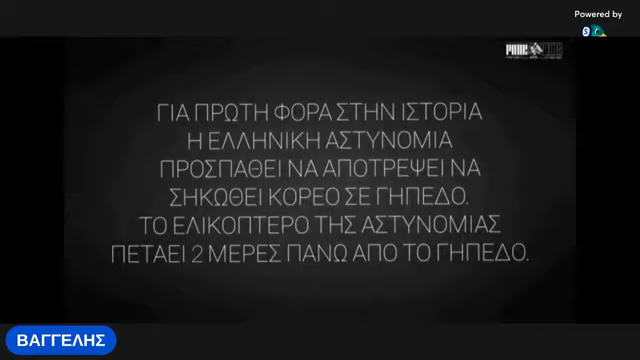 Powered by
ΓΙΑ ΠΡΩΤΗ ΦΟΡΑ ΣΤΗΝ ΙΣΤΟΡΙΑ
Η ΕΛΛΗΝΙΚΗ ΑΣΤΥΝΟΜΙΑ
ΠΡΟΣΠΑΘΕΙ ΝΑ ΑΠΟΤΡΕΨΕΙ ΝΑ
ΣΗΚΩΘΕΙ ΚΟΡΕΟ ΣΕ ΓΗΠΕΔΟ.
ΤΟ ΕΛΙΚΟΠΤΕΡΟ ΤΗΣ ΑΣΤΥΝΟΜΙΑΣ
ΠΕΤΑΕΙ 2 ΜΕΡΕΣ ΠΑΝΩ ΑΠΟ ΤΟ ΓΗΠΕΔΟ.
ΒΑΓΓΕΛΗΣ